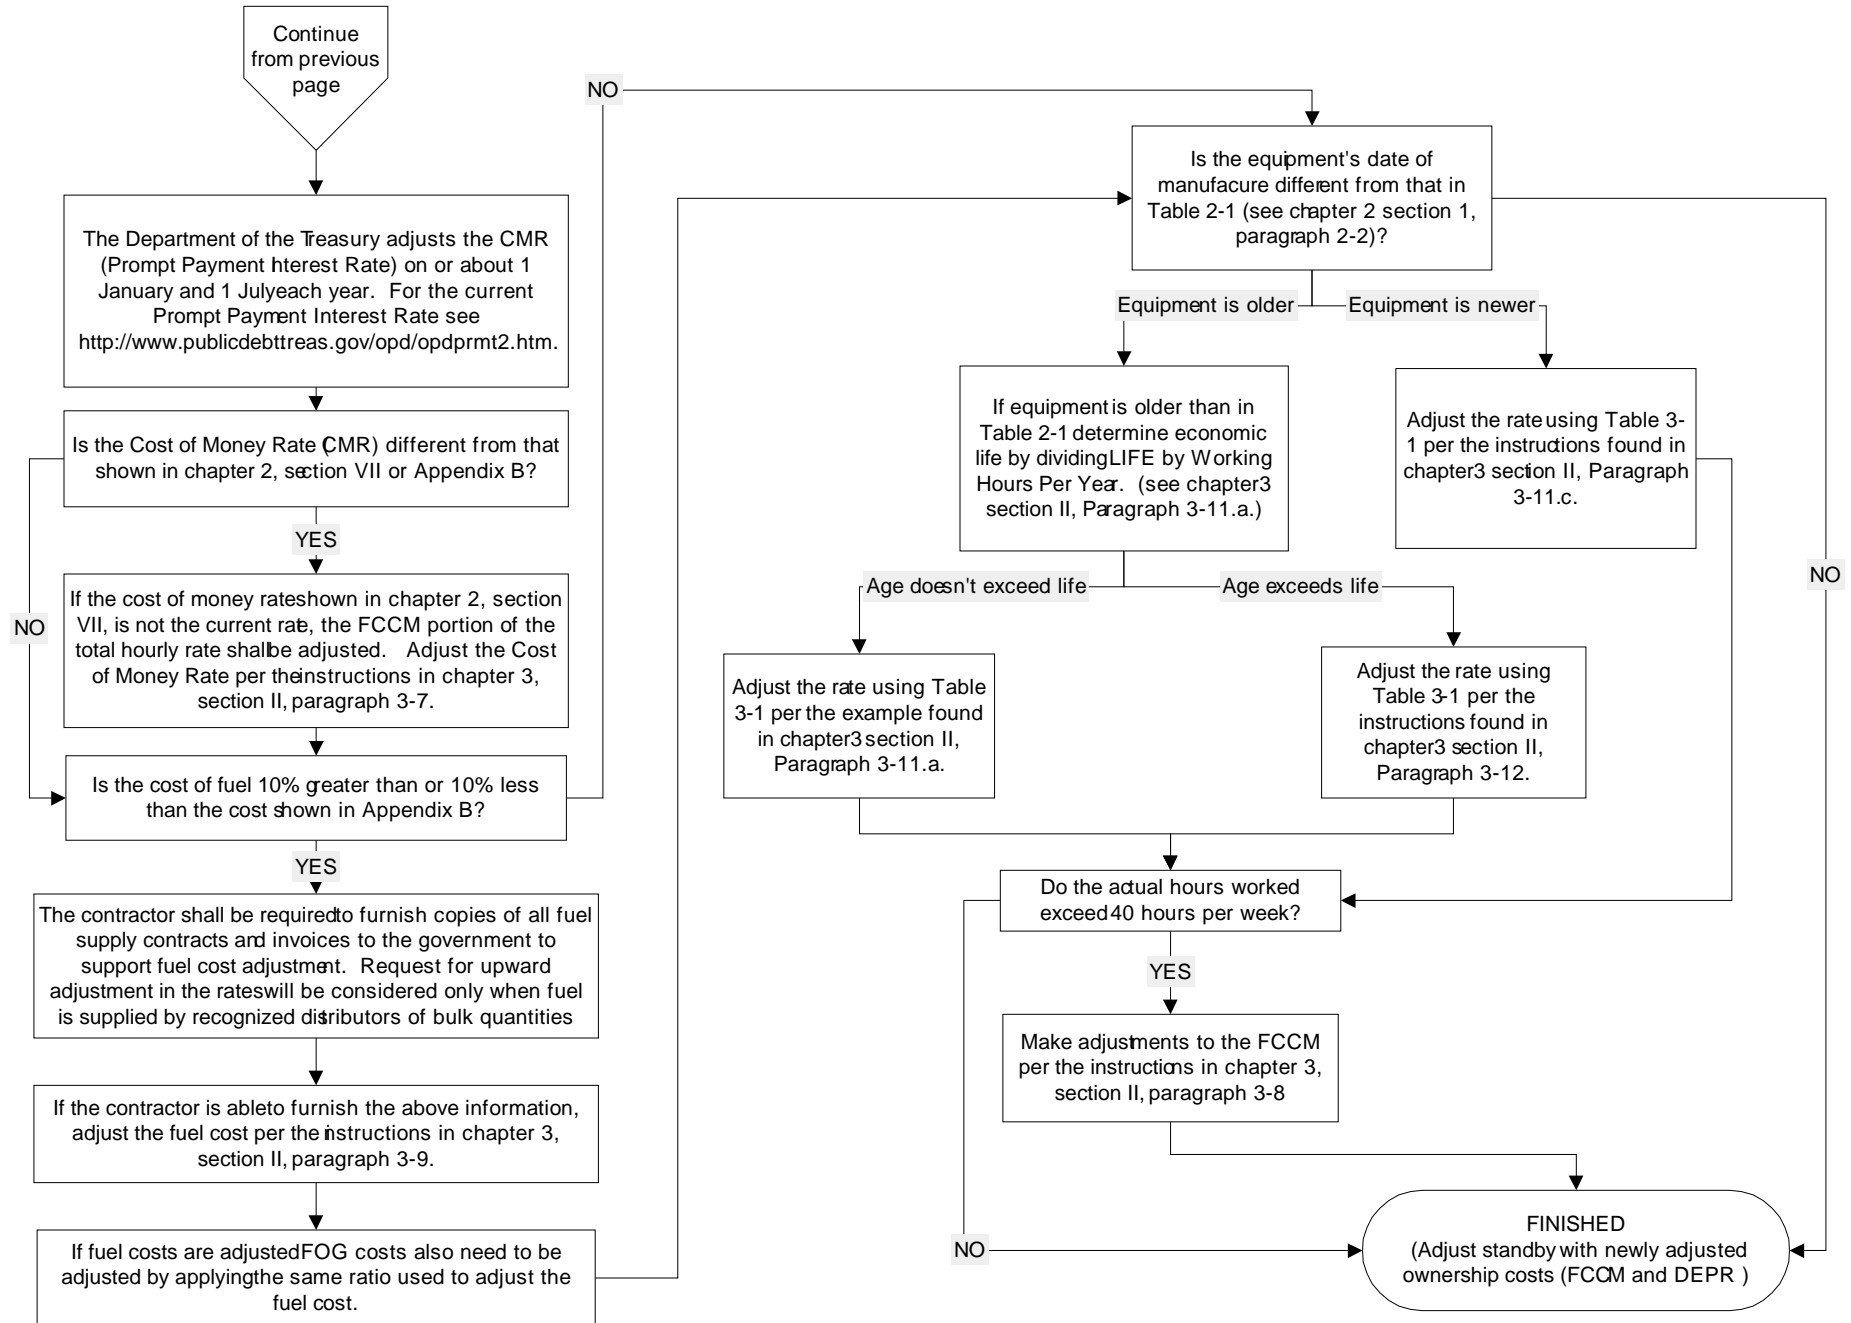 Continue
from previous
page
The Department of the Treasury adjusts the CMR
(Prompt Payment Interest Rate) on or about 1
January and 1 July each year. For the current
Prompt Payment Interest Rate see
http://www.publicdebt.treas.gov/opd/opdprmt2.htm.
Is the Cost of Money Rate (CMR) different from that
shown in chapter 2, section VII or Appendix B?
YES
NO
If the cost of money rate shown in chapter 2, section
VII, is not the current rate, the FCCM portion of the
total hourly rate shall be adjusted. Adjust the Cost
of Money Rate per the instructions in chapter 3,
section II, paragraph 3-7.
Is the cost of fuel 10% greater than or 10% less
than the cost shown in Appendix B?
NO
YES
The contractor shall be required to furnish copies of all fuel
supply contracts and invoices to the government to
support fuel cost adjustment. Request for upward
adjustment in the rates will be considered only when fuel
is supplied by recognized distributors of bulk quantities
If the contractor is able to furnish the above information,
adjust the fuel cost per the instructions in chapter 3,
section II, paragraph 3-9.
If fuel costs are adjusted FOG costs also need to be
adjusted by applying the same ratio used to adjust the
fuel cost.
Is the equipment's date of
manufacure different from that in
Table 2-1 (see chapter 2 section 1,
paragraph 2-2)?
Equipment is older
Equipment is newer
NO
If equipment is older than in
Table 2-1 determine economic
life by dividing LIFE by Working
Hours Per Year. (see chapter 3
section II, Paragraph 3-11.a.)
Adjust the rate using Table 3-
1 per the instructions found in
chapter 3 section II, Paragraph
3-11.c.
Age doesn't exceed life
Age exceeds life
Adjust the rate using Table
3-1 per the example found
in chapter 3 section II,
Paragraph 3-11.a.
Adjust the rate using
Table 3-1 per the
instructions found in
chapter 3 section II,
Paragraph 3-12.
Do the actual hours worked
exceed 40 hours per week?
YES
Make adjustments to the FCCM
per the instructions in chapter 3,
section II, paragraph 3-8
NO
FINISHED
(Adjust standby with newly adjusted
ownership costs (FCCM and DEPR )